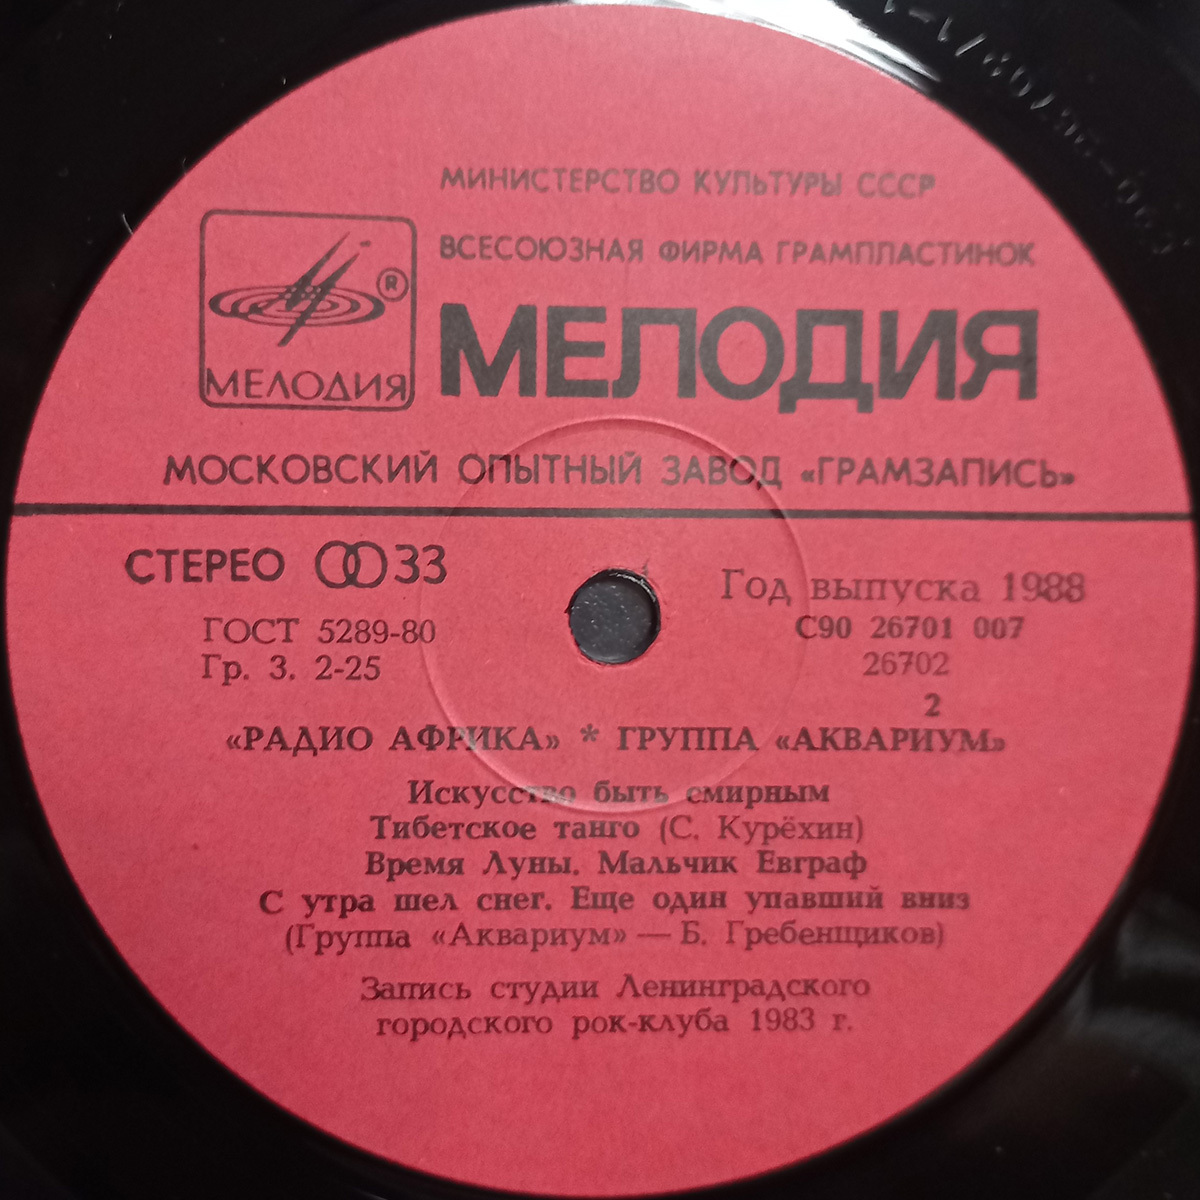 МИНИСТЕРСТВО КУЛЬТУРЫ СССР
ВСЕСОЮЗНАЯ ФИРМА ГРАМПЛАСТИНОК
®
МЕЛОДИЯ
МЕЛОДИЯ
МОСКОВСКИЙ ОПЫТНЫЙ ЗАВОД «ГРАМЗАПИСЬ»
СТЕРЕО 33
Год выпуска 1988
ГОСТ 5289-80
С90 26701 007
Гр. 3. 2-25
26702
2
«РАДИО АФРИКА» * ГРУППА «АКВАРИУМ»
Искусство быть смирным
Тибетское танго (С. Курёхин)
Время Луны. Мальчик Евграф
С утра шел снег. Еще один упавший вниз
(Группа «Аквариум» — Б. Гребенщиков)
Запись студии Ленинградского
городского рок-клуба 1983 г.